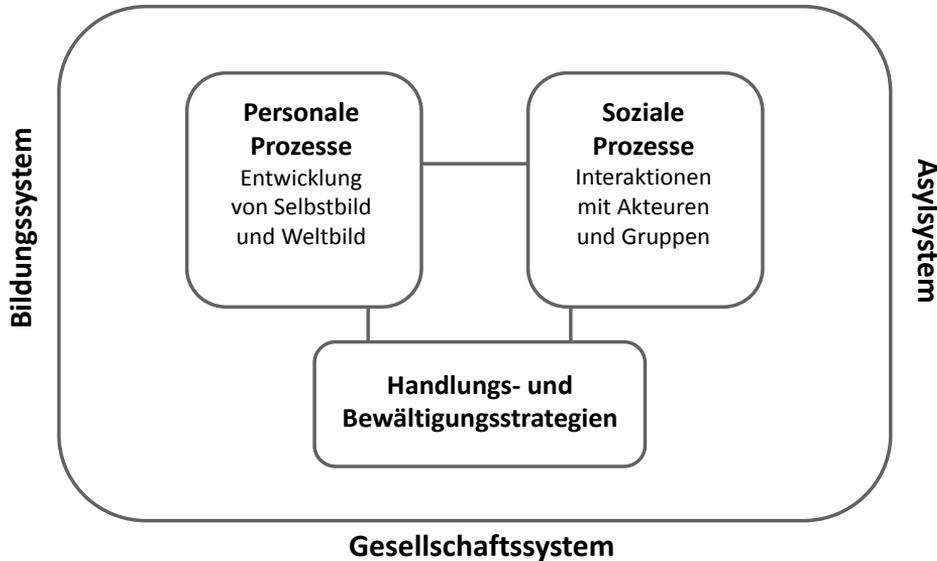 Personale
Prozesse
Entwicklung
von Selbstbild
und Weltbild
Soziale
Prozesse
Interaktionen
mit Akteuren
und Gruppen
Handlungs- und
Bewältigungsstrategien
Bildungssystem
Asylsystem
Gesellschaftssystem